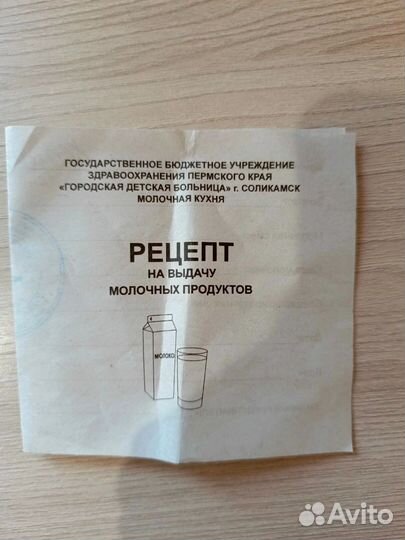 ГОСУДАРСТВЕННОЕ БЮДЖЕТНОЕ УЧРЕЖДЕНИЕ
ЗДРАВООХРАНЕНИЯ ПЕРМСКОГО КРАЯ
«ГОРОДСКАЯ ДЕТСКАЯ БОЛЬНИЦА» г. СОЛИКАМСК
МОЛОЧНАЯ КУХНЯ
РЕЦЕПТ
НА ВЫДАЧУ
МОЛОЧНЫХ ПРОДУКТОВ
МОЛОКО
Avito